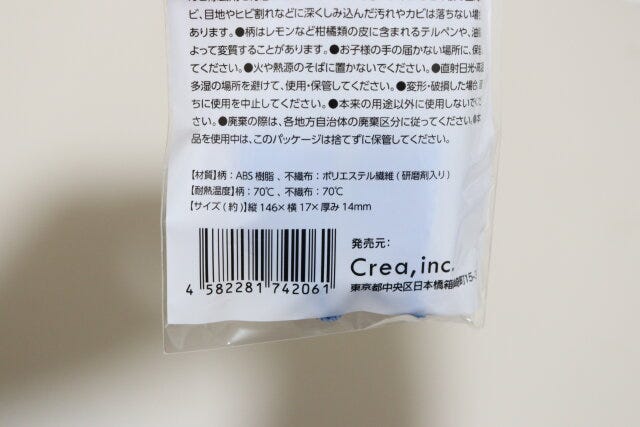 ビ、目地やヒビ割れなどに深くしみ込んだ汚れやカビは落ちない場
あります。●柄はレモンなど柑橘類の皮に含まれるテルペンや、油
よって変質することがあります。●お子様の手の届かない場所に、保
てください。●火や熱源のそばに置かないでください。●直射日光・高
多湿の場所を避けて、使用・保管してください。●変形・破損した場合
ちに使用を中止してください。●本来の用途以外に使用しないで
さい。●廃棄の際は、各地方自治体の廃棄区分に従ってください。●本
品を使用中は、このパッケージは捨てずに保管してください。
【材質】柄：ABS樹脂、不織布：ポリエステル繊維(研磨剤入り)
【耐熱温度】柄：70℃、不織布：70℃
【サイズ(約)】縦146×横17×厚み14mm
発売元：
Crea,inc.
東京都中央区日本橋箱崎町15-
4 582281 742061